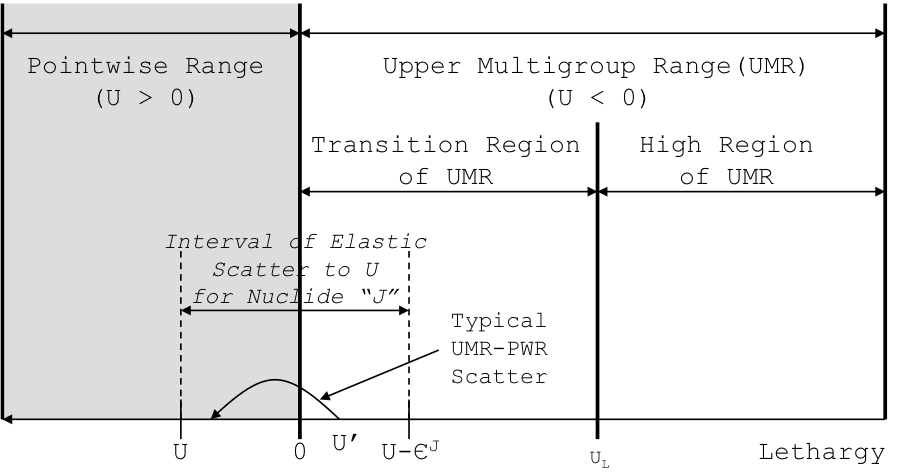 Pointwise Range
(U > 0)
Upper Multigroup Range(UMR)
(U < 0)
Transition Region
of UMR
High Region
of UMR
Interval of Elastic
Scatter to U
for Nuclide “J”
Typical
UMR-PWR
Scatter
U
0
U’
U-Є^J
U_L
Lethargy